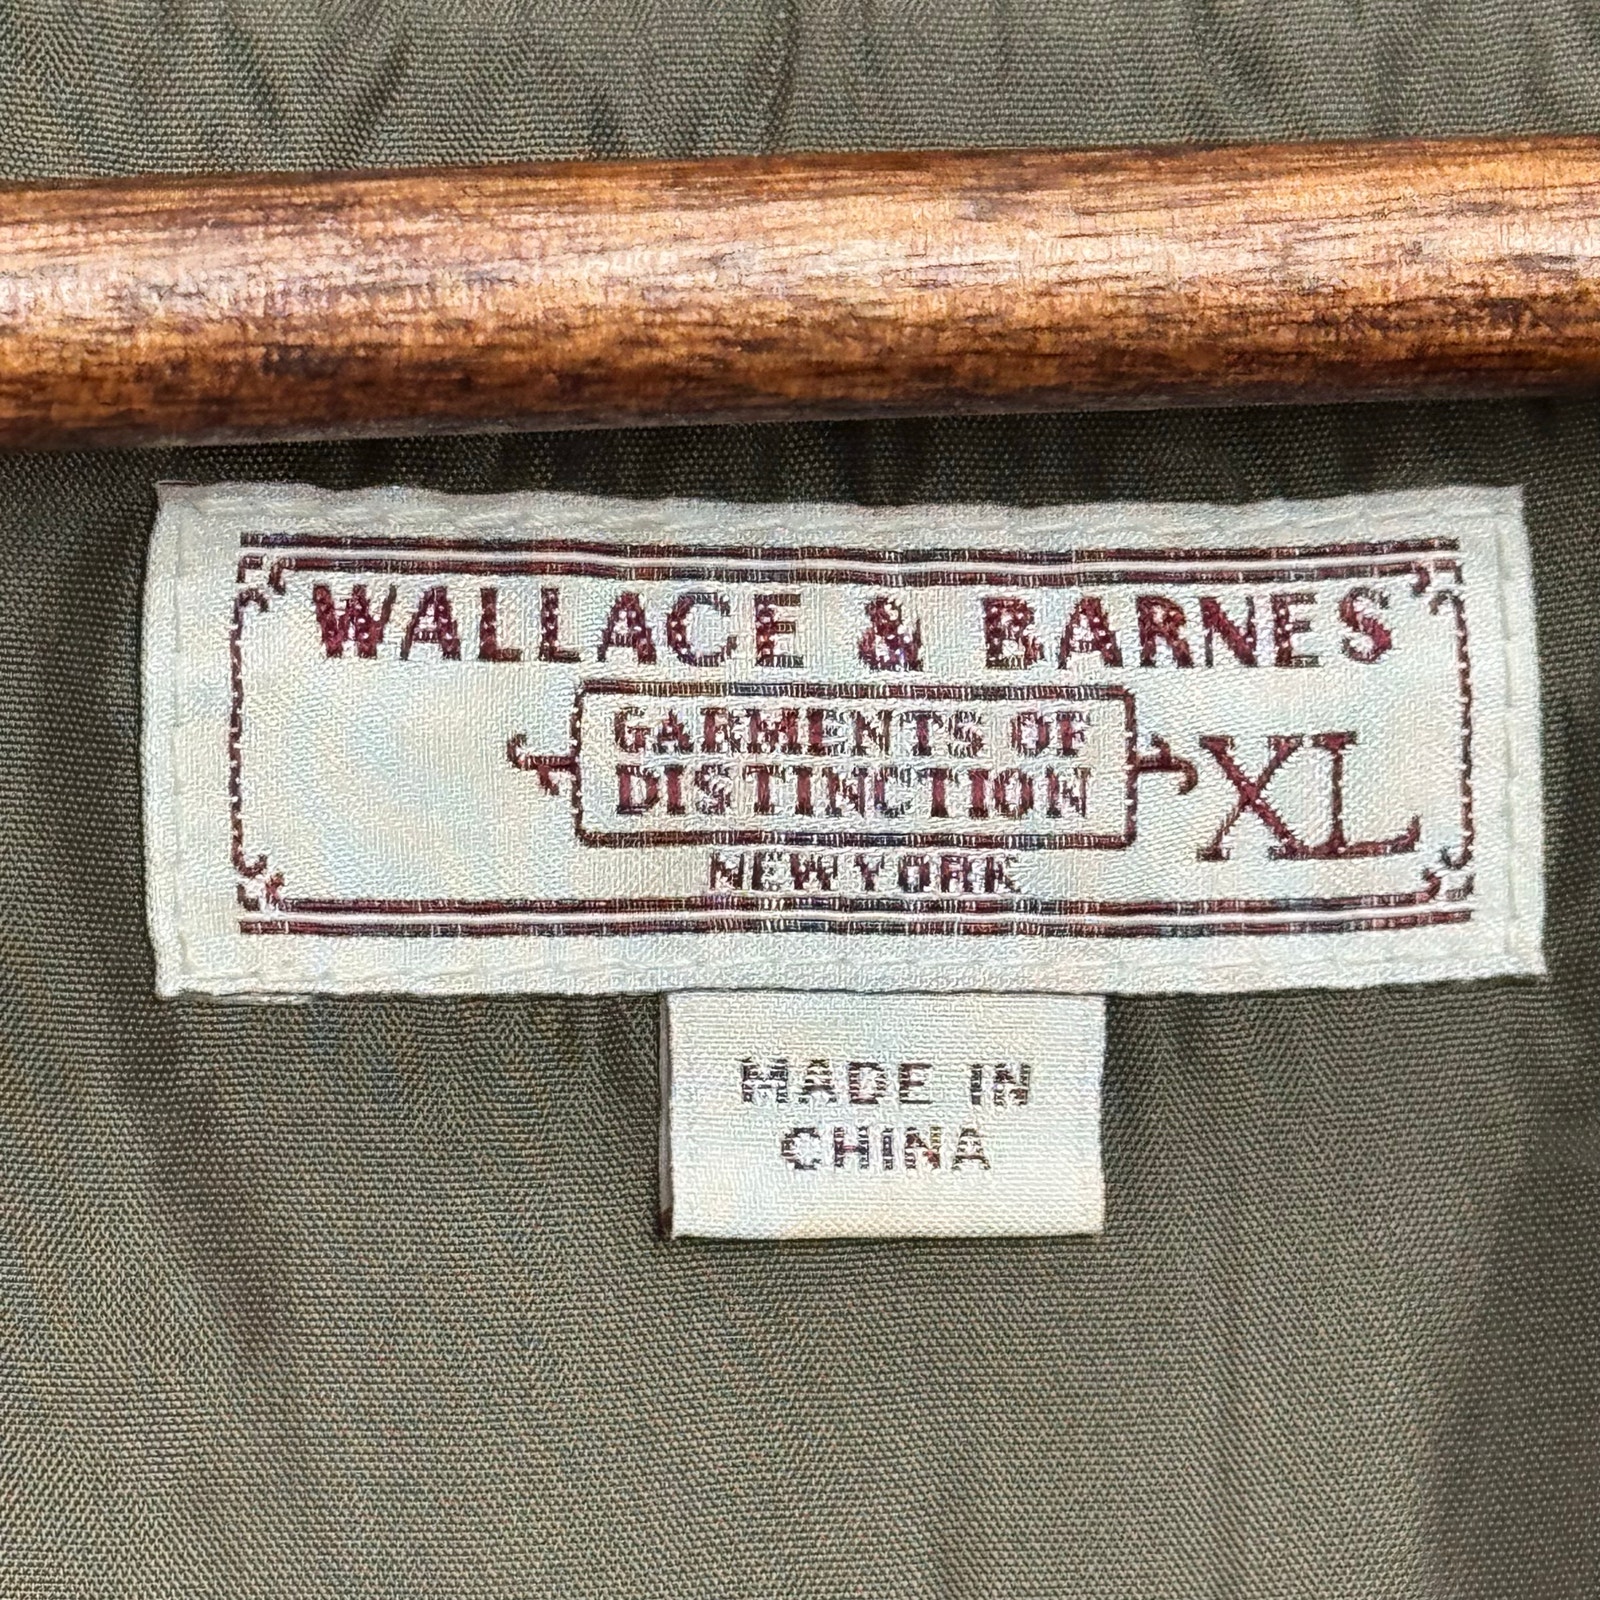 WALLACE & BARNES
GARMENTS OF
DISTINCTION
XL
NEW YORK
MADE IN
CHINA